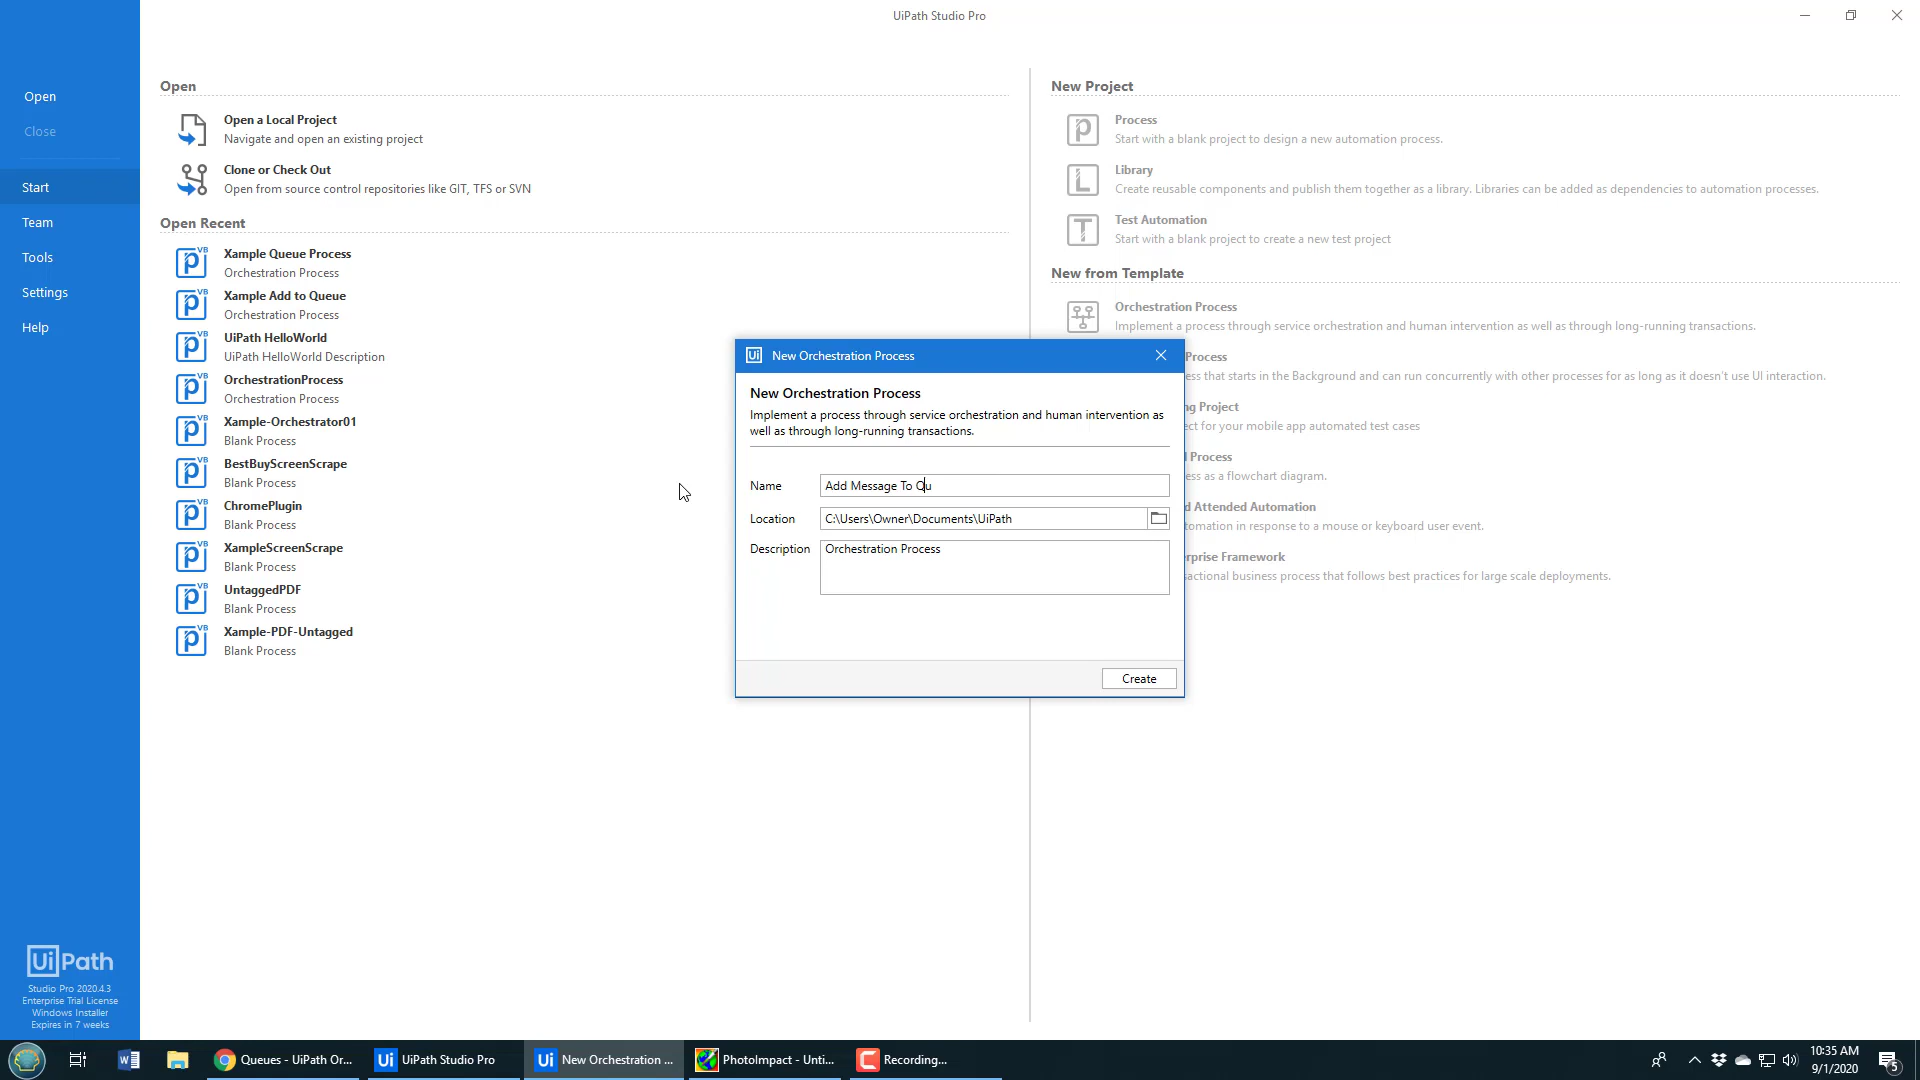 UiPath Studio Pro
Open
Close
Start
Team
Tools
Settings
Help
Open
Open a Local Project
Navigate and open an existing project
Clone or Check Out
Open from source control repositories like GIT, TFS or SVN
Open Recent
Xample Queue Process
Orchestration Process
Xample Add to Queue
Orchestration Process
UiPath HelloWorld
UiPath HelloWorld Description
OrchestrationProcess
Orchestration Process
Xample-Orchestrator01
Blank Process
BestBuyScreenScrape
Blank Process
ChromePlugin
Blank Process
XampleScreenScrape
Blank Process
UntaggedPDF
Blank Process
Xample-PDF-Untagged
Blank Process
New Project
Process
Start with a blank project to design a new automation process.
Library
Create reusable components and publish them together as a library. Libraries can be added as dependencies to automation processes.
Test Automation
Start with a blank project to create a new test project
New from Template
Orchestration Process
Implement a process through service orchestration and human intervention as well as through long-running transactions.
Process
ess that starts in the Background and can run concurrently with other processes for as long as it doesn't use UI interaction.
ng Project
ect for your mobile app automated test cases
l Process
ess as a flowchart diagram.
d Attended Automation
tomation in response to a mouse or keyboard user event.
erprise Framework
sactional business process that follows best practices for large scale deployments.
Ui New Orchestration Process
New Orchestration Process
Implement a process through service orchestration and human intervention as
well as through long-running transactions.
Name Add Message To Qu
Location C:\Users\Owner\Documents\UiPath
Description Orchestration Process
Create
UiPath
Studio Pro 2020.4.3
Enterprise Trial License
Windows Installer
Expires in 7 weeks
Queues - UiPath Or...
UiPath Studio Pro
New Orchestration ...
PhotoImpact - Unti...
Recording...
10:35 AM
9/1/2020
5